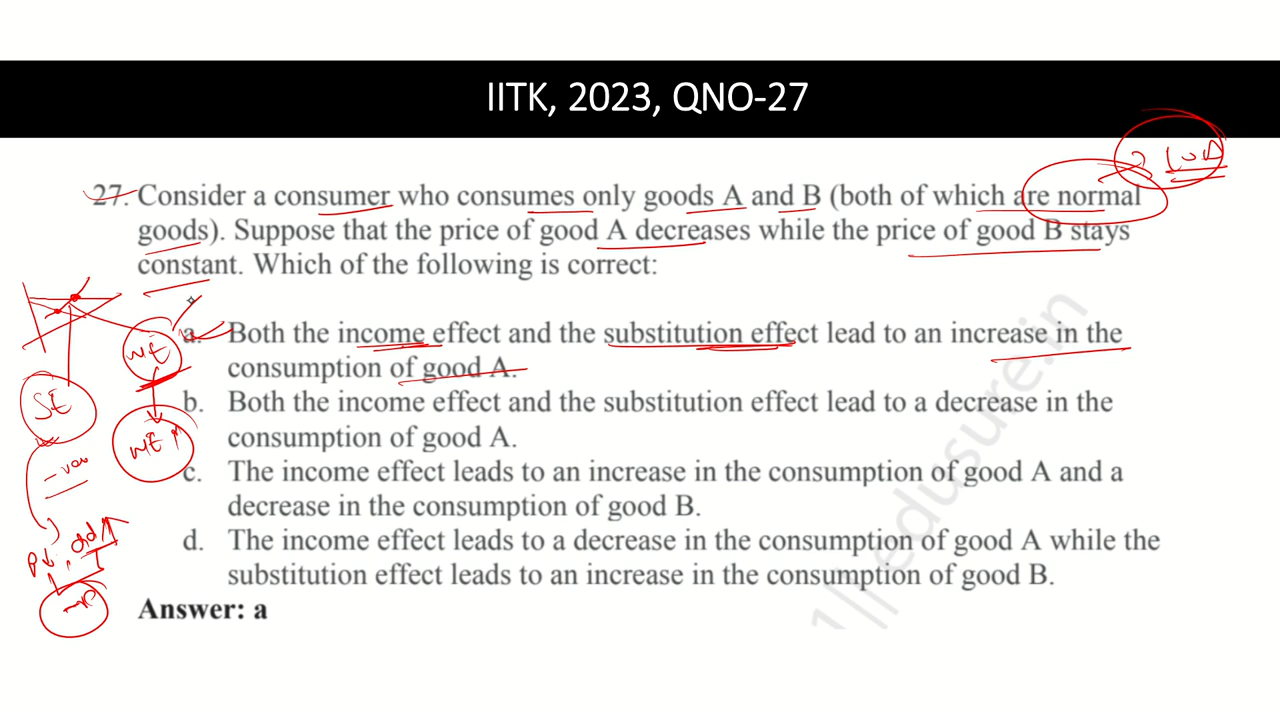 IITK, 2023, QNO-27
27. Consider a consumer who consumes only goods A and B (both of which are normal
goods). Suppose that the price of good A decreases while the price of good B stays
constant. Which of the following is correct:
a. Both the income effect and the substitution effect lead to an increase in the
consumption of good A.
b. Both the income effect and the substitution effect lead to a decrease in the
consumption of good A.
c. The income effect leads to an increase in the consumption of good A and a
decrease in the consumption of good B.
d. The income effect leads to a decrease in the consumption of good A while the
substitution effect leads to an increase in the consumption of good B.
Answer: a
SE
edusure.in